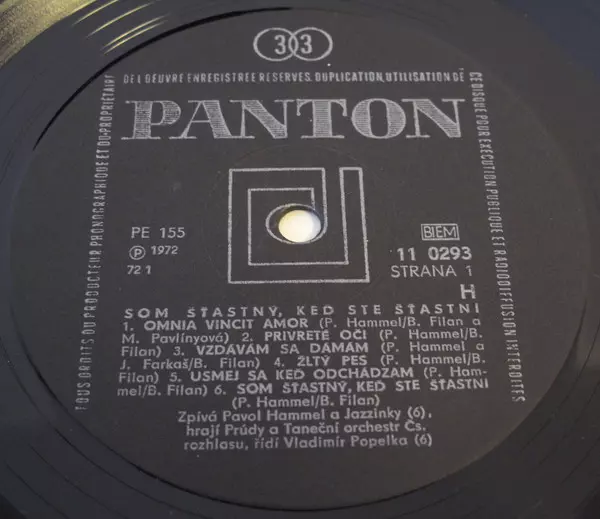 33
DE L'OEUVRE ENREGISTREE RESERVES. DUPLICATION, UTILISATION DE
CE DISQUE POUR EXECUTION PUBLIQUE ET RADIODIFFUSION INTERDITES
TOUS DROITS DU PRODUCTEUR PHONOGRAPHIQUE ET DU PROPRIETAIRE
PANTON
PE 155
Ⓟ 1972
72 1
BIEM
11 0293
STRANA 1
H
SOM ŠŤASTNÝ, KEĎ STE ŠŤASTNÍ
1. OMNIA VINCIT AMOR (P. Hammel/B. Filan a
M. Pavlínyová) 2. PRIVRETÉ OČI (P. Hammel/B.
Filan) 3. VZDÁVAM SA DÁMAM (P. Hammel a
J. Farkaš/B. Filan) 4. ŽLTÝ PES (P. Hammel/B.
Filan) 5. USMEJ SA KEĎ ODCHÁDZAM (P. Ham-
mel/B. Filan) 6. SOM ŠŤASTNÝ, KEĎ STE ŠŤASTNÍ
(P. Hammel/B. Filan)
Zpívá Pavol Hammel a Jazzinky (6),
hrají Prúdy a Taneční orchestr Čs.
rozhlasu, řídí Vladimír Popelka (6)